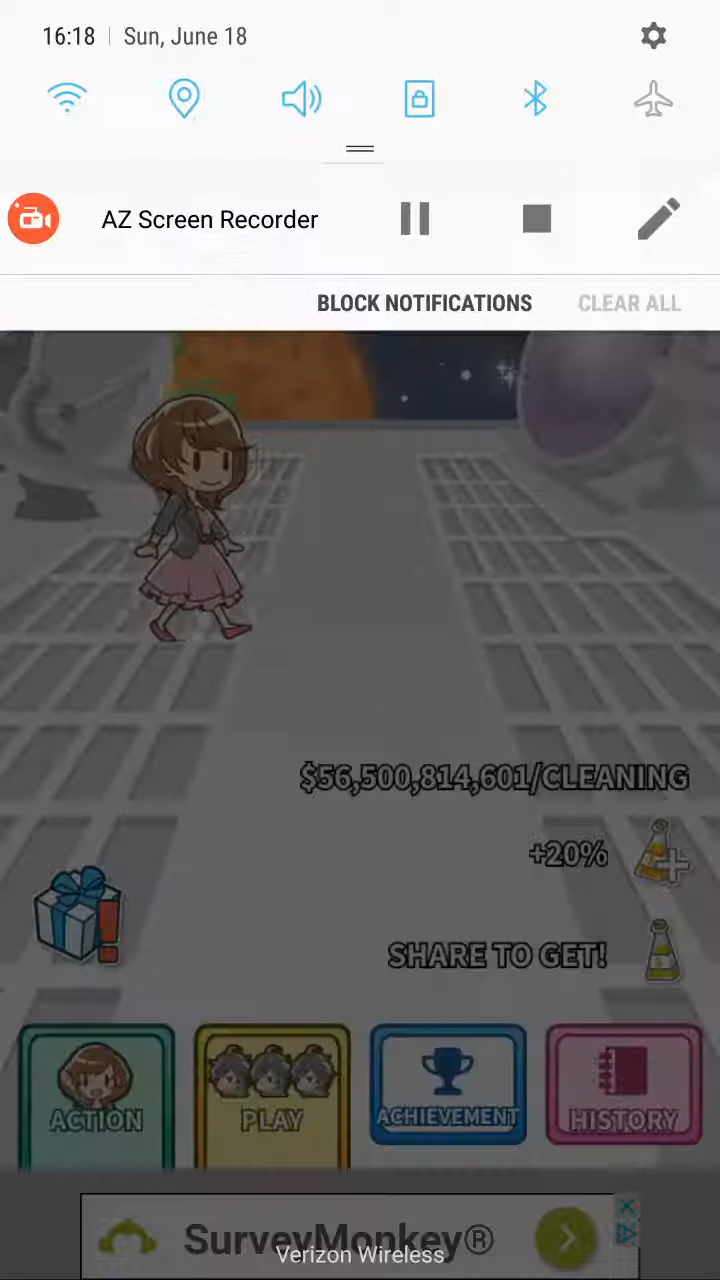 16:18 Sun, June 18
AZ Screen Recorder
BLOCK NOTIFICATIONS CLEAR ALL
$56,500,814,601/CLEANING
+20%
SHARE TO GET!
ACTION PLAY ACHIEVEMENT HISTORY
SurveyMonkey®
Verizon Wireless